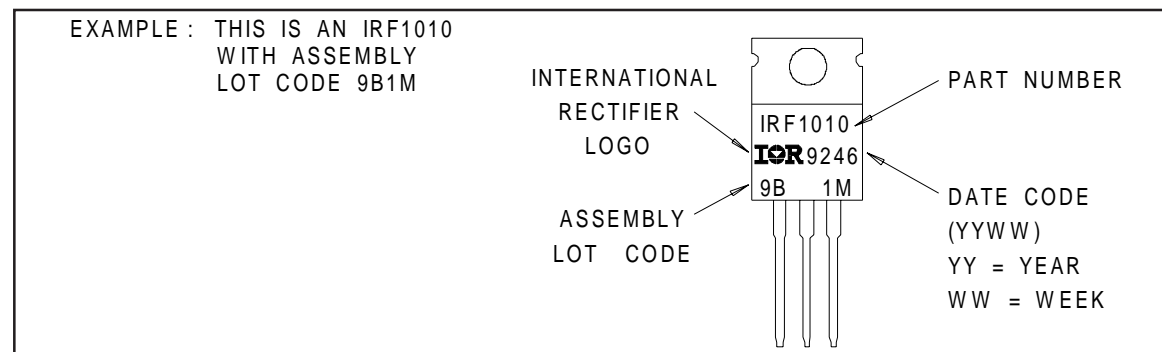 EXAMPLE : THIS IS AN IRF1010
WITH ASSEMBLY
LOT CODE 9B1M
INTERNATIONAL
RECTIFIER
LOGO
ASSEMBLY
LOT CODE
IRF1010
IOR 9246
9B 1M
PART NUMBER
DATE CODE
(YYWW)
YY = YEAR
WW = WEEK